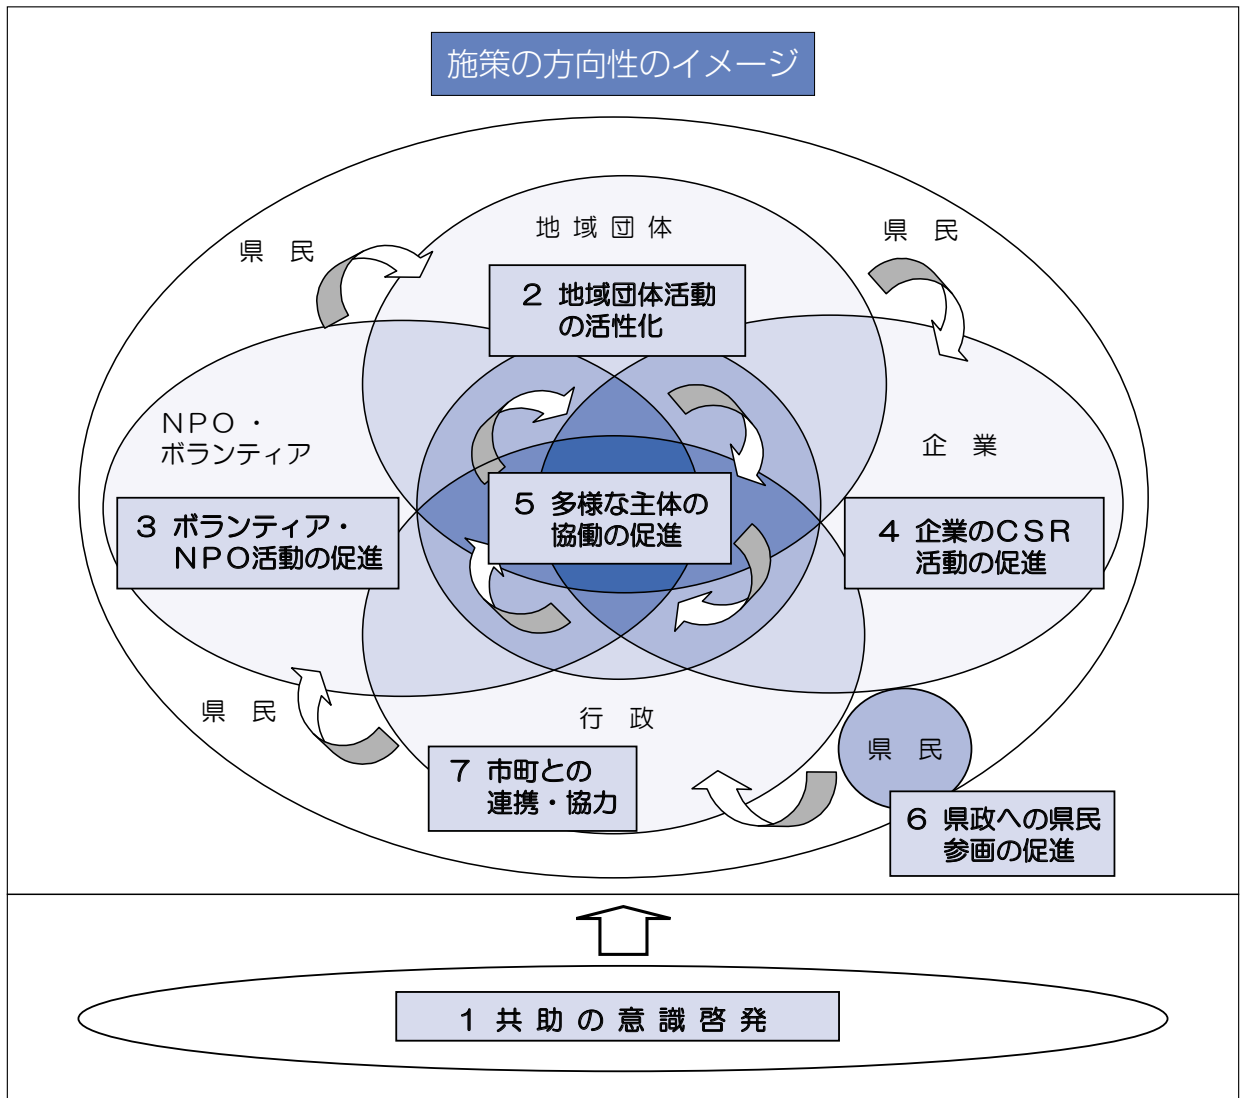 施策の方向性のイメージ
地域団体
県民
県民
2 地域団体活動
の活性化
NPO・
ボランティア
企業
3 ボランティア・
NPO活動の促進
5 多様な主体の
協働の促進
4 企業のCSR
活動の促進
県民
行政
県民
7 市町との
連携・協力
6 県政への県民
参画の促進
1 共助の意識啓発